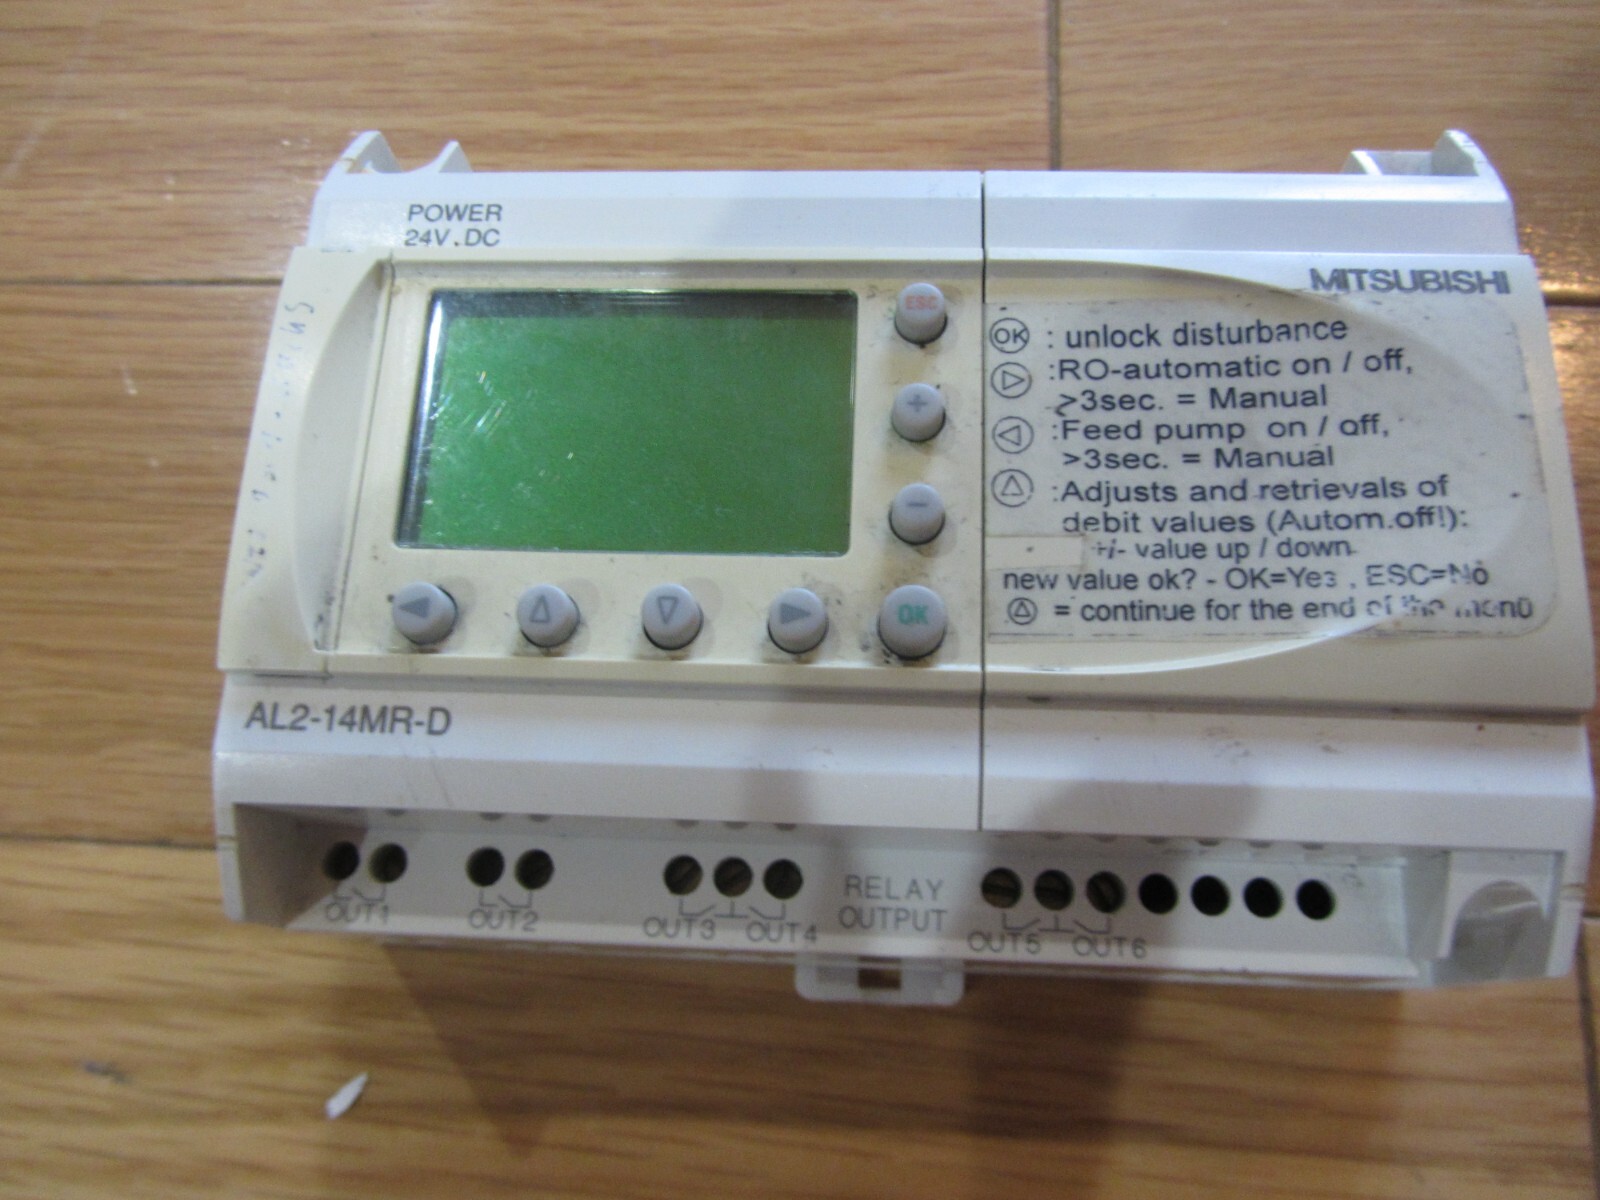 POWER
24V.DC
MITSUBISHI
ESC
+
−
OK
OK : unlock disturbance
:RO-automatic on / off,
>3sec. = Manual
:Feed pump on / off,
>3sec. = Manual
:Adjusts and retrievals of
debit values (Autom.off!):
+/- value up / down
new value ok? - OK=Yes , ESC=No
= continue for the end of the menü
AL2-14MR-D
OUT1
OUT2
OUT3
OUT4
RELAY
OUTPUT
OUT5
OUT6